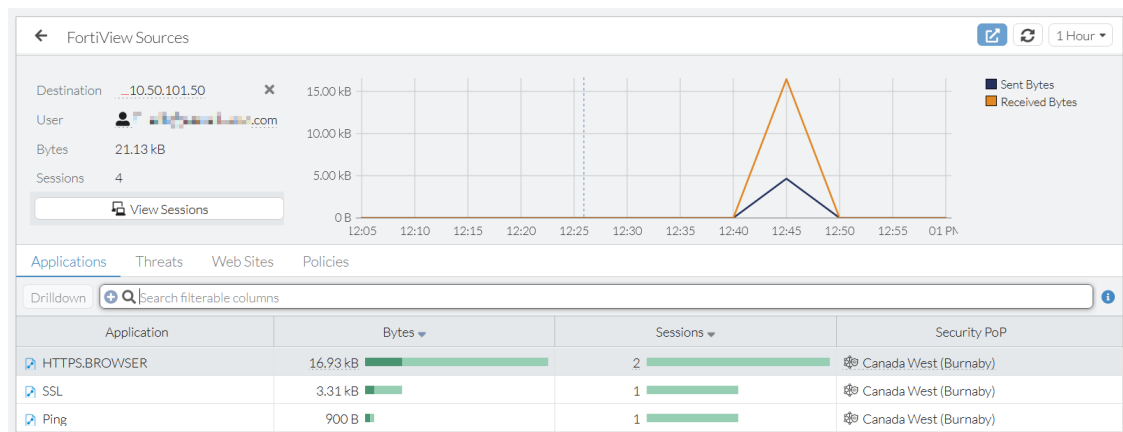 FortiView Sources
1 Hour
Destination _10.50.101.50
User .com
Bytes 21.13 kB
Sessions 4
View Sessions
15.00 kB
10.00 kB
5.00 kB
0 B
12:05 12:10 12:15 12:20 12:25 12:30 12:35 12:40 12:45 12:50 12:55 01 PM
Sent Bytes
Received Bytes
Applications Threats Web Sites Policies
Drilldown Search filterable columns
Application Bytes Sessions Security PoP
HTTPS.BROWSER 16.93 kB 2 Canada West (Burnaby)
SSL 3.31 kB 1 Canada West (Burnaby)
Ping 900 B 1 Canada West (Burnaby)